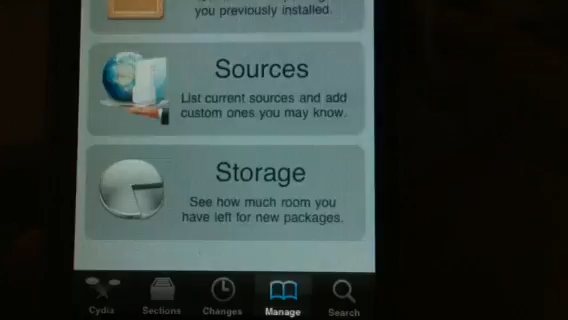 you previously installed.
Sources
List current sources and add
custom ones you may know.
Storage
See how much room you
have left for new packages.
Cydia
Sections
Changes
Manage
Search